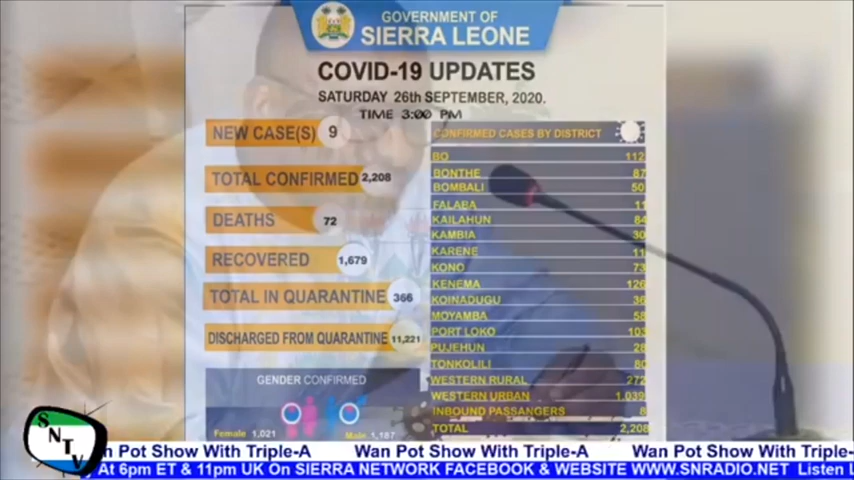 GOVERNMENT OF
SIERRA LEONE
COVID-19 UPDATES
SATURDAY 26th SEPTEMBER, 2020.
TIME 3:00 PM
NEW CASE(S) 9
TOTAL CONFIRMED 2,208
DEATHS 72
RECOVERED 1,679
TOTAL IN QUARANTINE 366
DISCHARGED FROM QUARANTINE 11,221
GENDER CONFIRMED
Female 1,021 Male 1,187
CONFIRMED CASES BY DISTRICT
BO 112
BONTHE 87
BOMBALI 50
FALABA 11
KAILAHUN 84
KAMBIA 30
KARENE 11
KONO 73
KENEMA 126
KOINADUGU 36
MOYAMBA 58
PORT LOKO 103
PUJEHUN 28
TONKOLILI 80
WESTERN RURAL 272
WESTERN URBAN 1,039
INBOUND PASSANGERS 8
TOTAL 2,208
SNTV
n Pot Show With Triple-A Wan Pot Show With Triple-A Wan Pot Show With Triple-
y At 6pm ET & 11pm UK On SIERRA NETWORK FACEBOOK & WEBSITE WWW.SNRADIO.NET Listen L